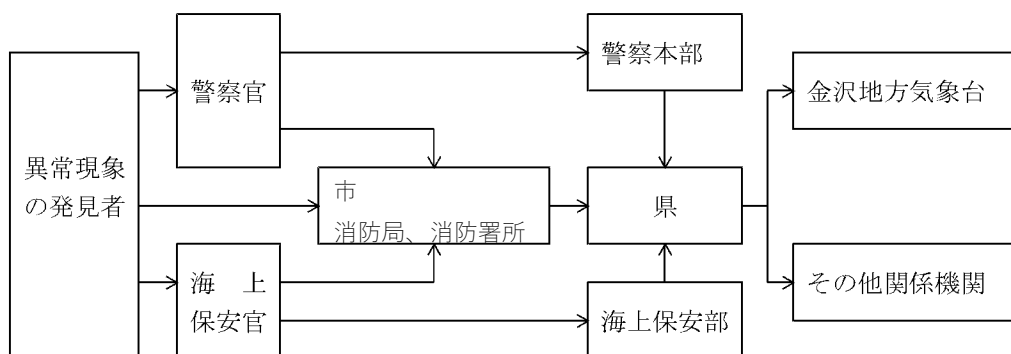 異常現象
の発見者
警察官
海　上
保安官
市
消防局、消防署所
警察本部
県
海上保安部
金沢地方気象台
その他関係機関